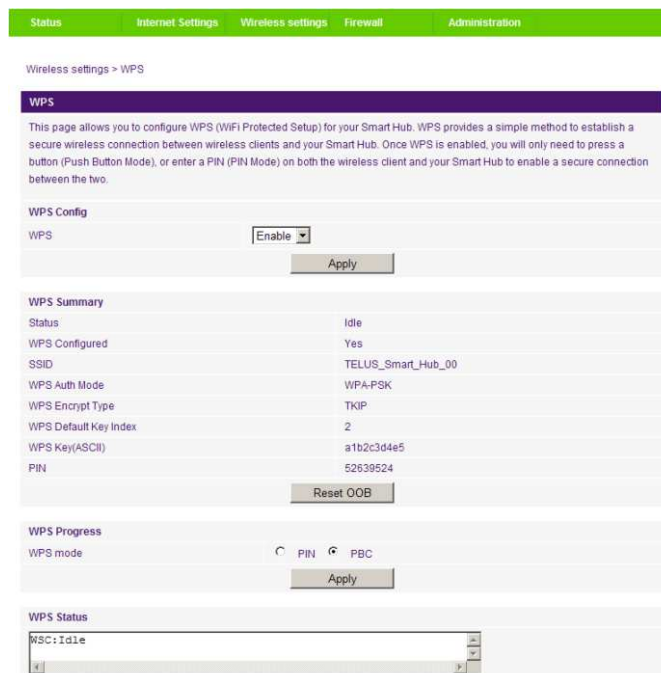 Status Internet Settings Wireless settings Firewall Administration
Wireless settings > WPS
WPS
This page allows you to configure WPS (WiFi Protected Setup) for your Smart Hub. WPS provides a simple method to establish a
secure wireless connection between wireless clients and your Smart Hub. Once WPS is enabled, you will only need to press a
button (Push Button Mode), or enter a PIN (PIN Mode) on both the wireless client and your Smart Hub to enable a secure connection
between the two.
WPS Config
WPS Enable
Apply
WPS Summary
Status Idle
WPS Configured Yes
SSID TELUS_Smart_Hub_00
WPS Auth Mode WPA-PSK
WPS Encrypt Type TKIP
WPS Default Key Index 2
WPS Key(ASCII) a1b2c3d4e5
PIN 52639524
Reset OOB
WPS Progress
WPS mode PIN PBC
Apply
WPS Status
WSC:Idle